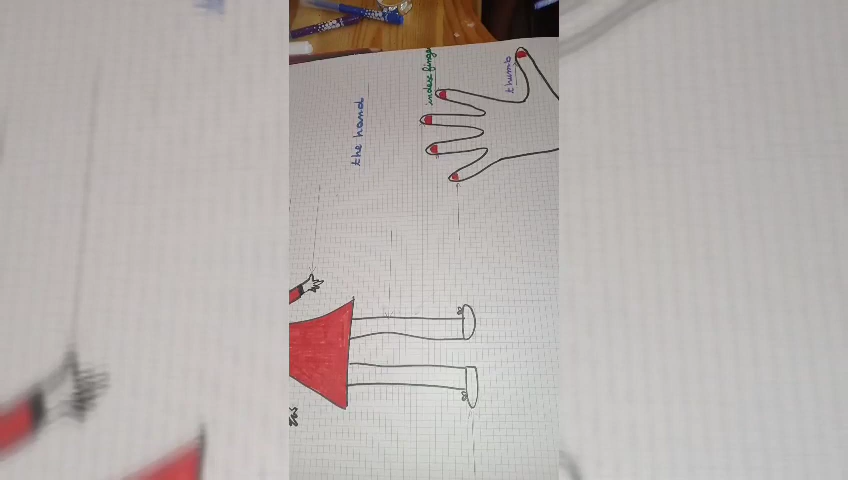 thumb
index finge
the hand